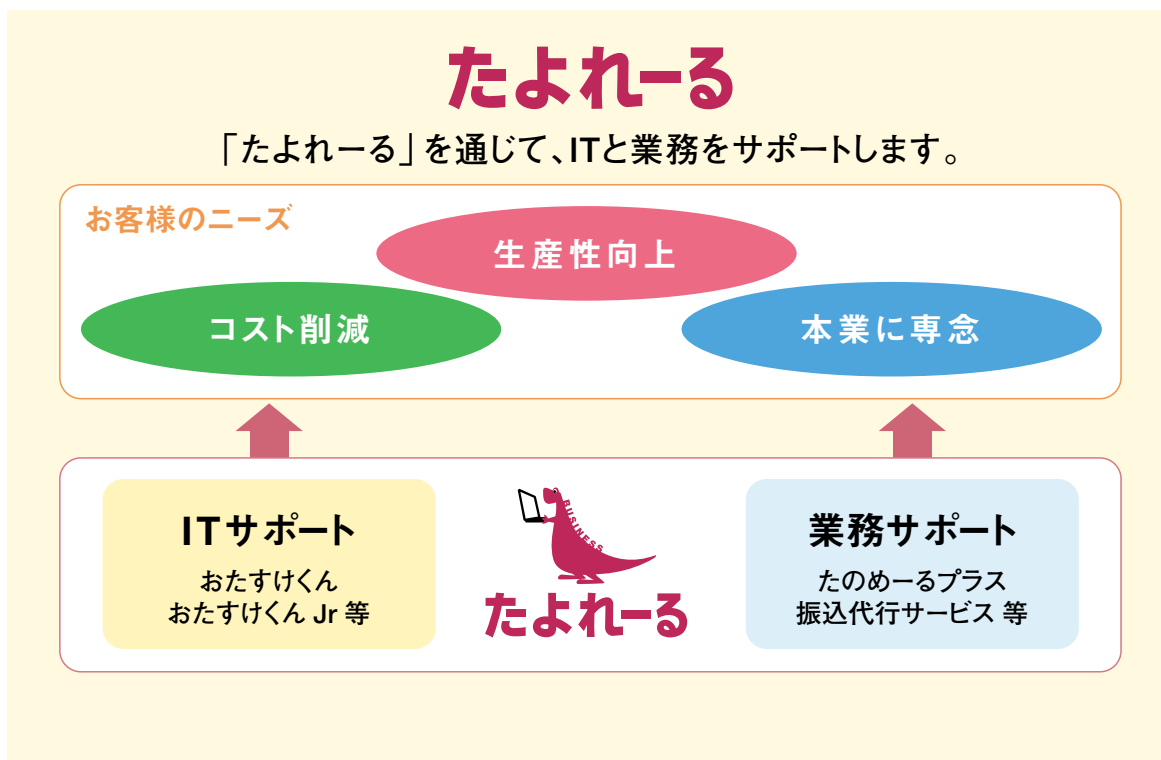 たよれーる
「たよれーる」を通じて、ITと業務をサポートします。
お客様のニーズ
生産性向上
コスト削減
本業に専念
ITサポート
おたすけくん
おたすけくん Jr 等
BUSINESS
たよれーる
業務サポート
たのめーるプラス
振込代行サービス 等